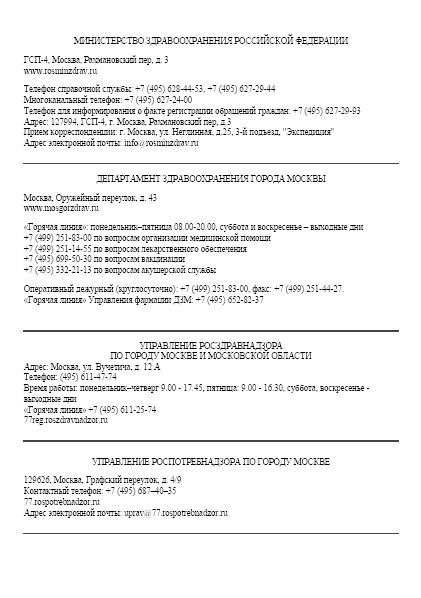 МИНИСТЕРСТВО ЗДРАВООХРАНЕНИЯ РОССИЙСКОЙ ФЕДЕРАЦИИ
ГСП-4, Москва, Рахмановский пер, д. 3
www.rosminzdrav.ru
Телефон справочной службы: +7 (495) 628-44-53, +7 (495) 627-29-44
Многоканальный телефон: +7 (495) 627-24-00
Телефон для информирования о факте регистрации обращений граждан: +7 (495) 627-29-93
Адрес: 127994, ГСП-4, г. Москва, Рахмановский пер, д.3
Прием корреспонденции: г. Москва, ул. Неглинная, д.25, 3-й подъезд, "Экспедиция"
Адрес электронной почты: info@rosminzdrav.ru
ДЕПАРТАМЕНТ ЗДРАВООХРАНЕНИЯ ГОРОДА МОСКВЫ
Москва, Оружейный переулок, д. 43
www.mosgorzdrav.ru
«Горячая линия»: понедельник–пятница 08.00-20.00, суббота и воскресенье – выходные дни
+7 (499) 251-83-00 по вопросам организации медицинской помощи
+7 (499) 251-14-55 по вопросам лекарственного обеспечения
+7 (495) 699-50-30 по вопросам вакцинации
+7 (495) 332-21-13 по вопросам акушерской службы
Оперативный дежурный (круглосуточно): +7 (499) 251-83-00, факс: +7 (499) 251-44-27.
«Горячая линия» Управления фармации ДЗМ: +7 (495) 652-82-37
УПРАВЛЕНИЕ РОСЗДРАВНАДЗОРА
ПО ГОРОДУ МОСКВЕ И МОСКОВСКОЙ ОБЛАСТИ
Адрес: Москва, ул. Вучетича, д. 12 А
Телефон: (495) 611-47-74
Время работы: понедельник–четверг 9.00 - 17.45, пятница: 9.00 - 16.30, суббота, воскресенье -
выходные дни
«Горячая линия» +7 (495) 611-25-74
77reg.roszdravnadzor.ru
УПРАВЛЕНИЕ РОСПОТРЕБНАДЗОРА ПО ГОРОДУ МОСКВЕ
129626, Москва, Графский переулок, д. 4/9
Контактный телефон: +7 (495) 687–40–35
77.rospotrebnadzor.ru
Адрес электронной почты: uprav@77.rospotrebnadzor.ru